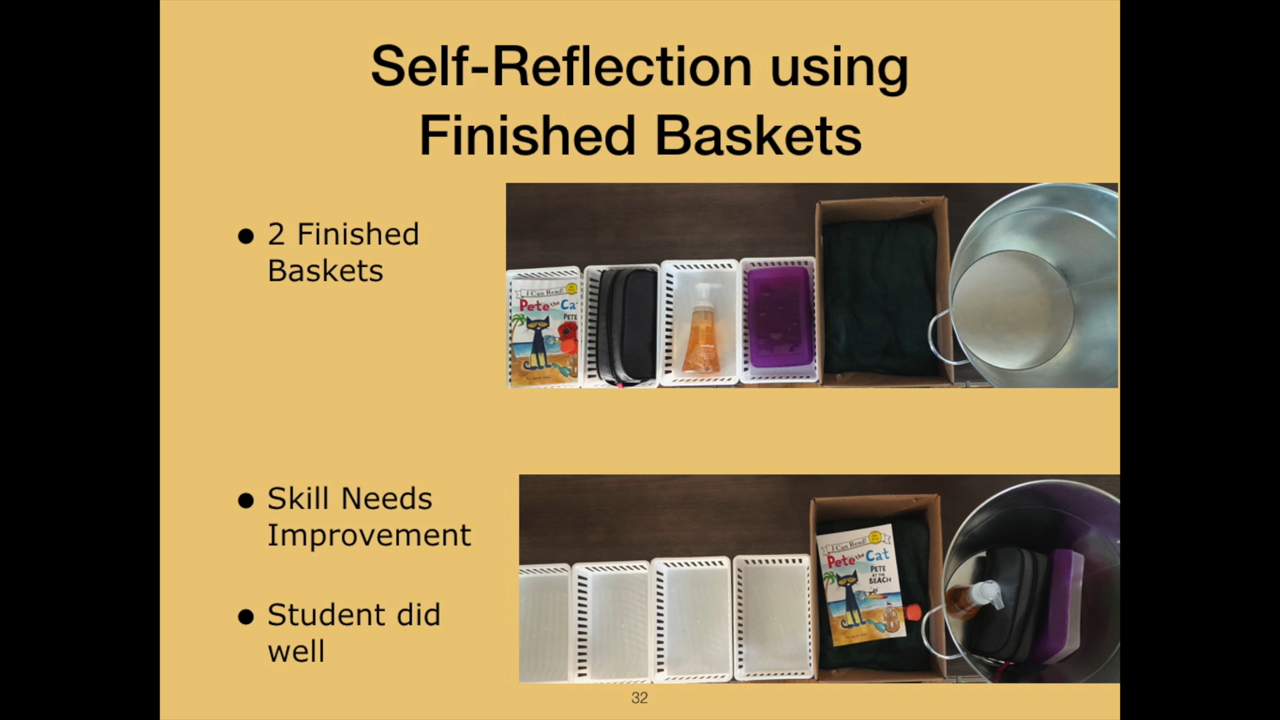 Self-Reflection using
Finished Baskets
• 2 Finished
Baskets
I Can Read!
Pete the Cat
PETE
• Skill Needs
Improvement
• Student did
well
I Can Read!
Pete the Cat
PETE
AT THE
BEACH
32